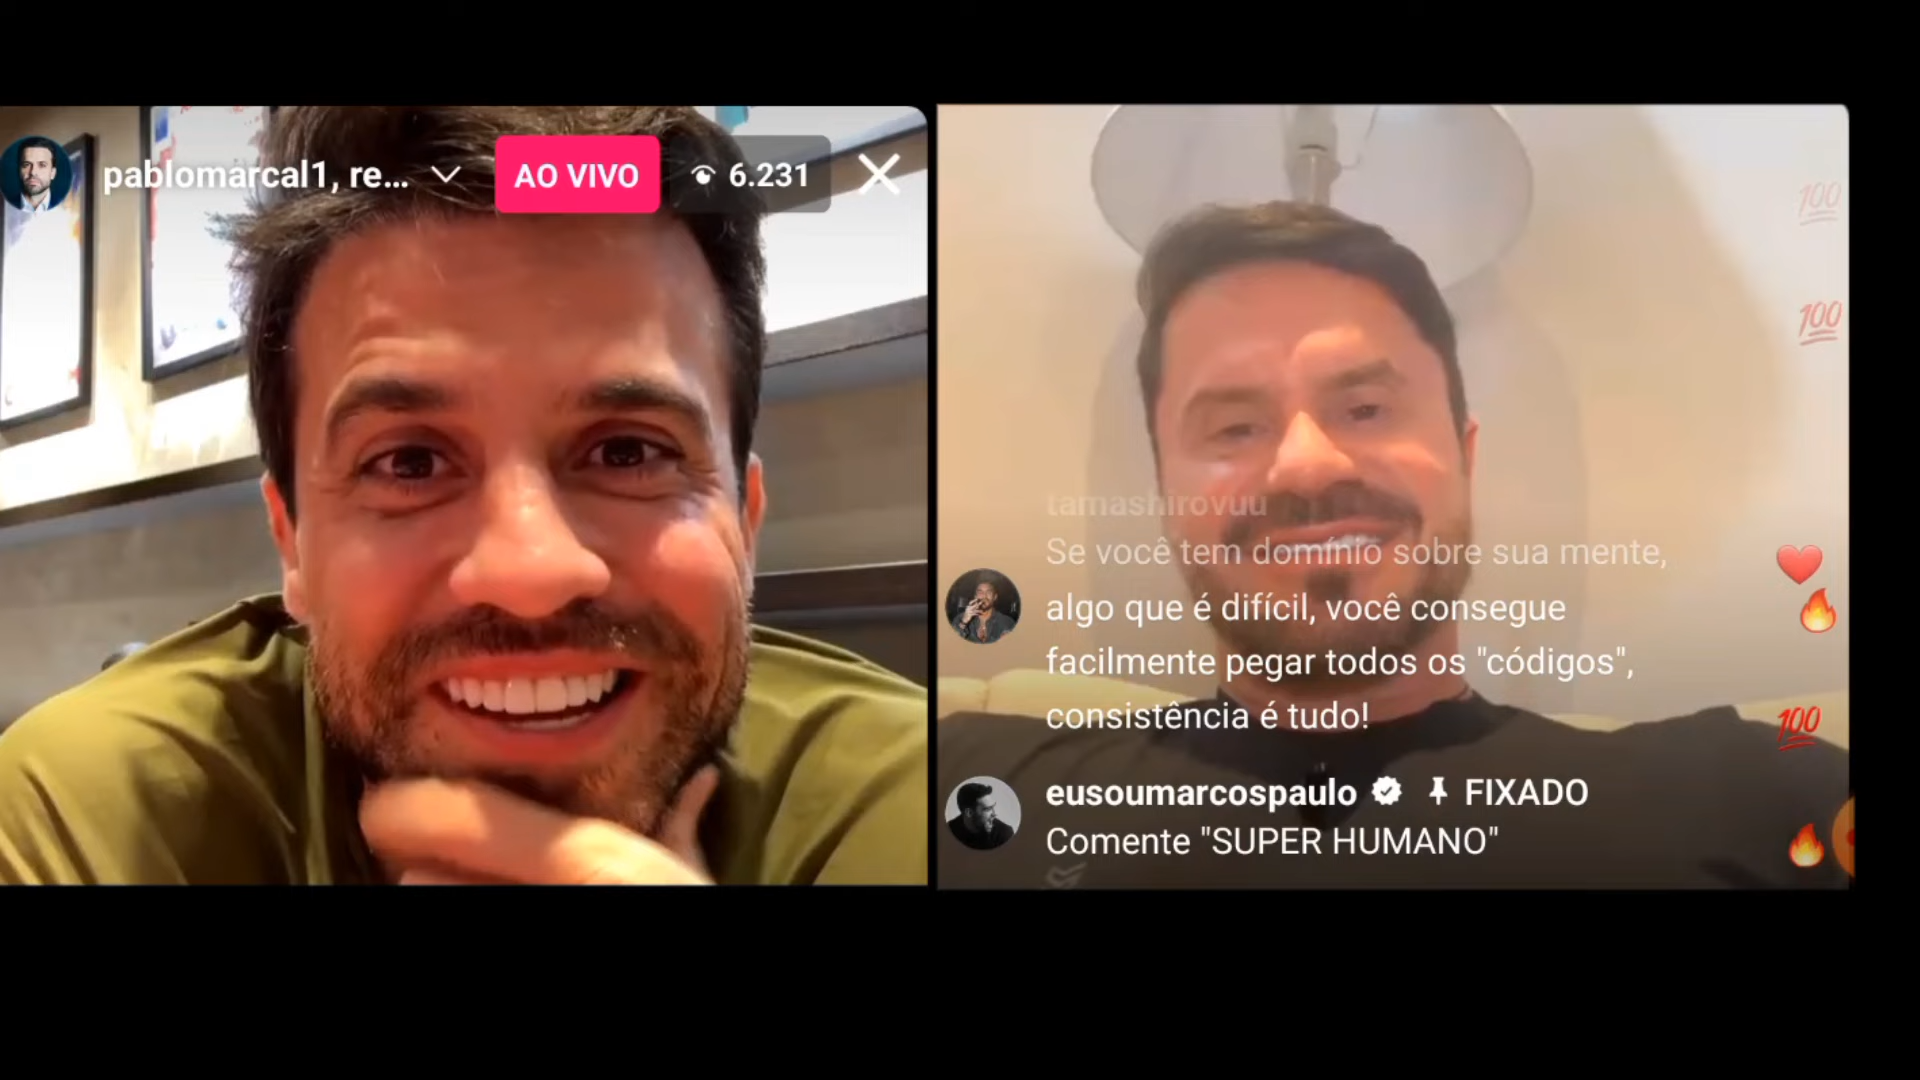 pablomarcal1, re...
AO VIVO
6.231
tamashirovuu
Se você tem domínio sobre sua mente,
algo que é difícil, você consegue
facilmente pegar todos os "códigos",
consistência é tudo!
eusoumarcospaulo FIXADO
Comente "SUPER HUMANO"
100
100
100